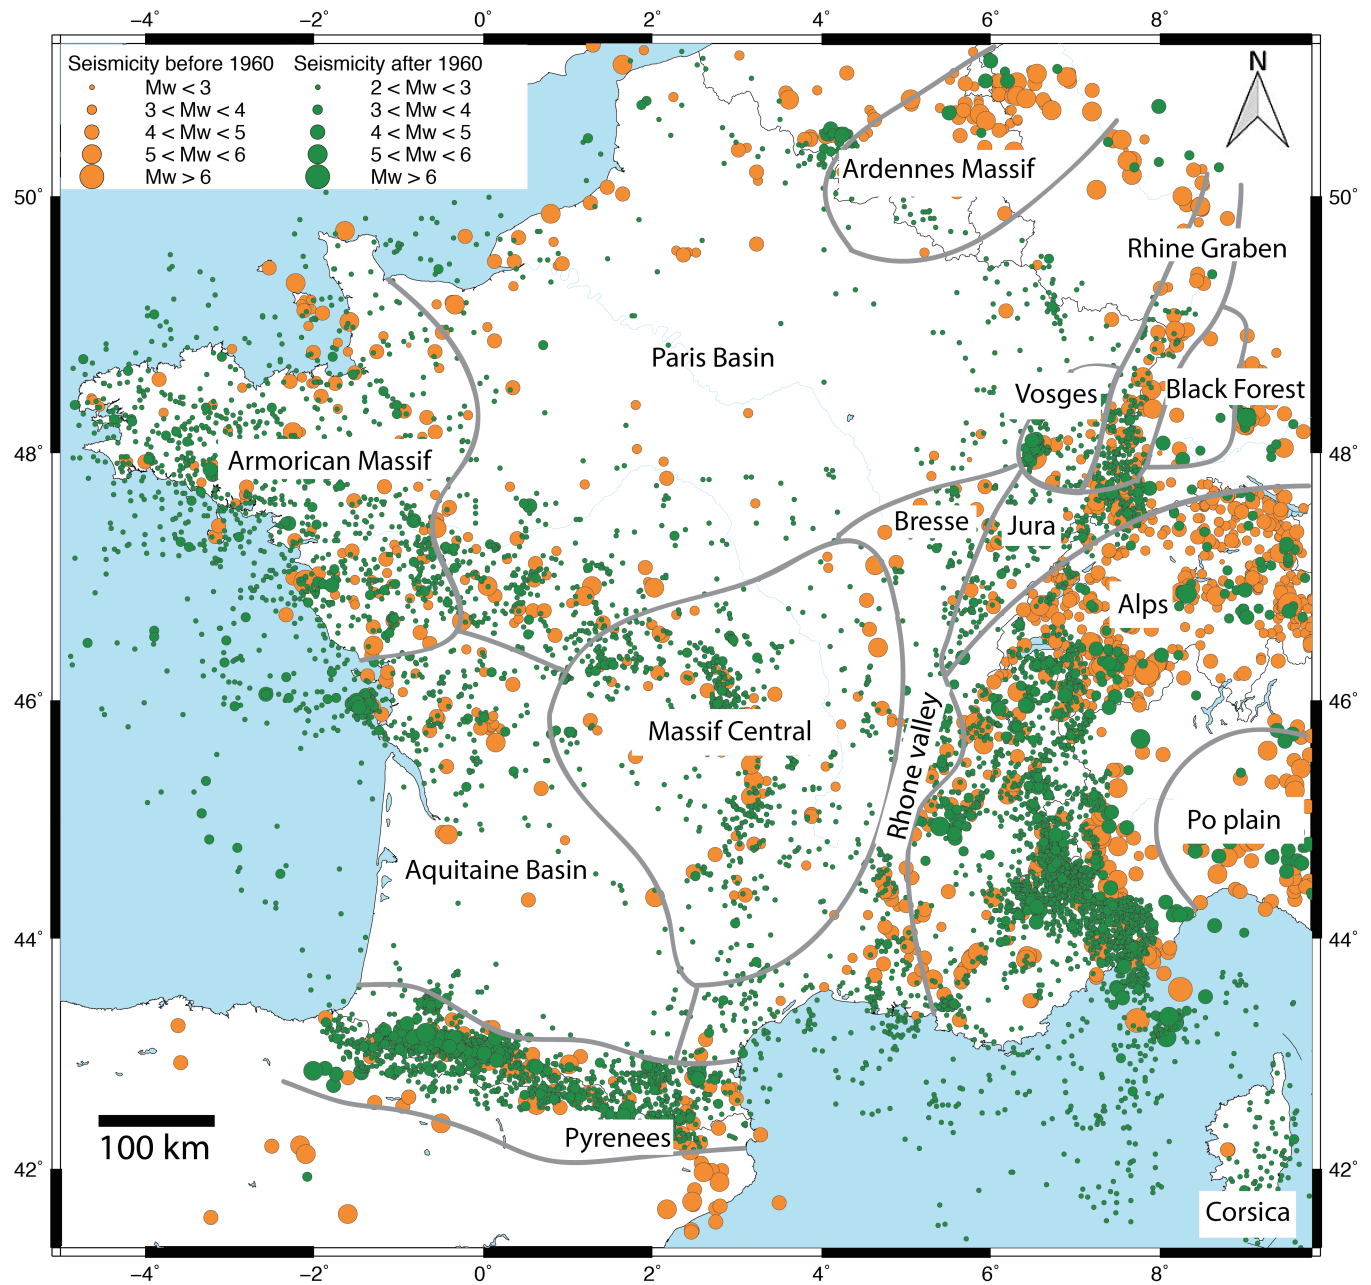 −4° −2° 0° 2° 4° 6° 8°
Seismicity before 1960
Mw < 3
3 < Mw < 4
4 < Mw < 5
5 < Mw < 6
Mw > 6
Seismicity after 1960
2 < Mw < 3
3 < Mw < 4
4 < Mw < 5
5 < Mw < 6
Mw > 6
N
Ardennes Massif
50° 50°
Rhine Graben
Paris Basin
Vosges
Black Forest
48° 48°
Armorican Massif
Bresse
Jura
Alps
46° 46°
Massif Central
Rhone valley
Po plain
Aquitaine Basin
44° 44°
100 km
Pyrenees
42° 42°
Corsica
−4° −2° 0° 2° 4° 6° 8°